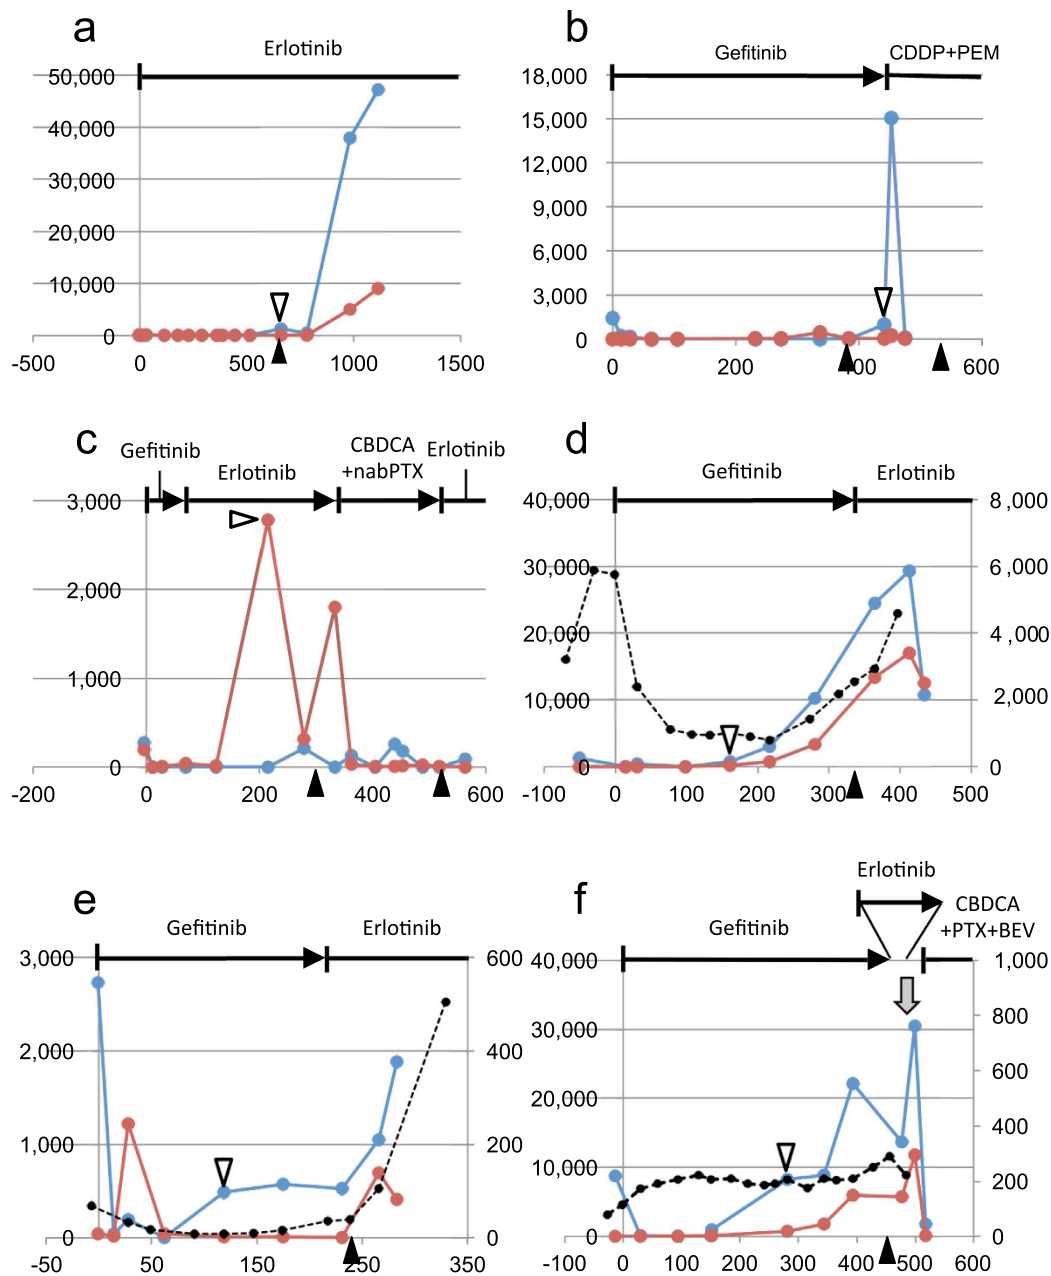 a
Erlotinib
50,000
40,000
30,000
20,000
10,000
0
-500 0 500 1000 1500
b
Gefitinib CDDP+PEM
18,000
15,000
12,000
9,000
6,000
3,000
0
0 200 400 600
c
Gefitinib
Erlotinib
CBDCA
+nabPTX
Erlotinib
3,000
2,000
1,000
0
-200 0 200 400 600
d
Gefitinib Erlotinib
40,000 8,000
30,000 6,000
20,000 4,000
10,000 2,000
0 0
-100 0 100 200 300 400 500
e
Gefitinib Erlotinib
3,000 600
2,000 400
1,000 200
0 0
-50 50 150 250 350
f
Erlotinib
Gefitinib
CBDCA
+PTX+BEV
40,000 1,000
30,000 800
20,000 600
10,000 400
0 200
0
-100 0 100 200 300 400 500 600